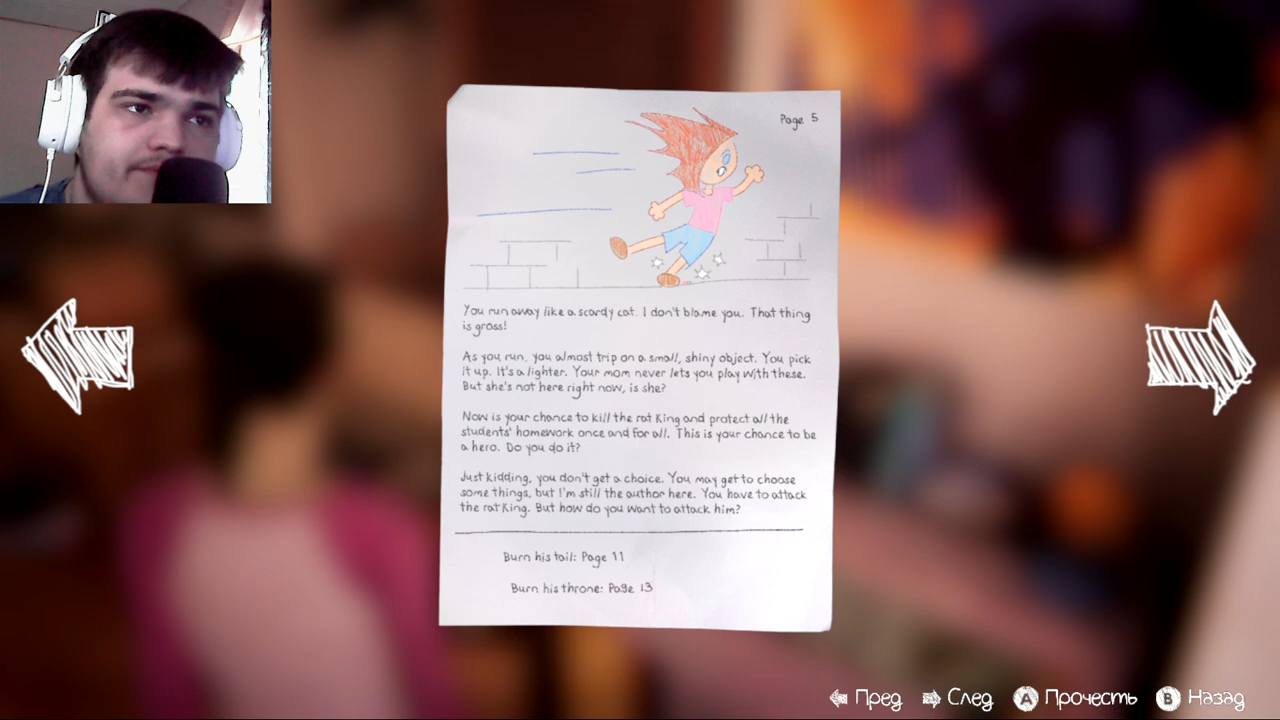 Page 5
You run away like a scardy cat. I don't blame you. That thing
is gross!
As you run, you almost trip on a small, shiny object. You pick
it up. It's a lighter. Your mom never lets you play with these.
But she's not here right now, is she?
Now is your chance to kill the rat king and protect all the
students' homework once and for all. This is your chance to be
a hero. Do you do it?
Just kidding, you don't get a choice. You may get to choose
some things, but I'm still the author here. You have to attack
the rat king. But how do you want to attack him?
Burn his tail: Page 11
Burn his throne: Page 13
Пред След A Прочесть B Назад